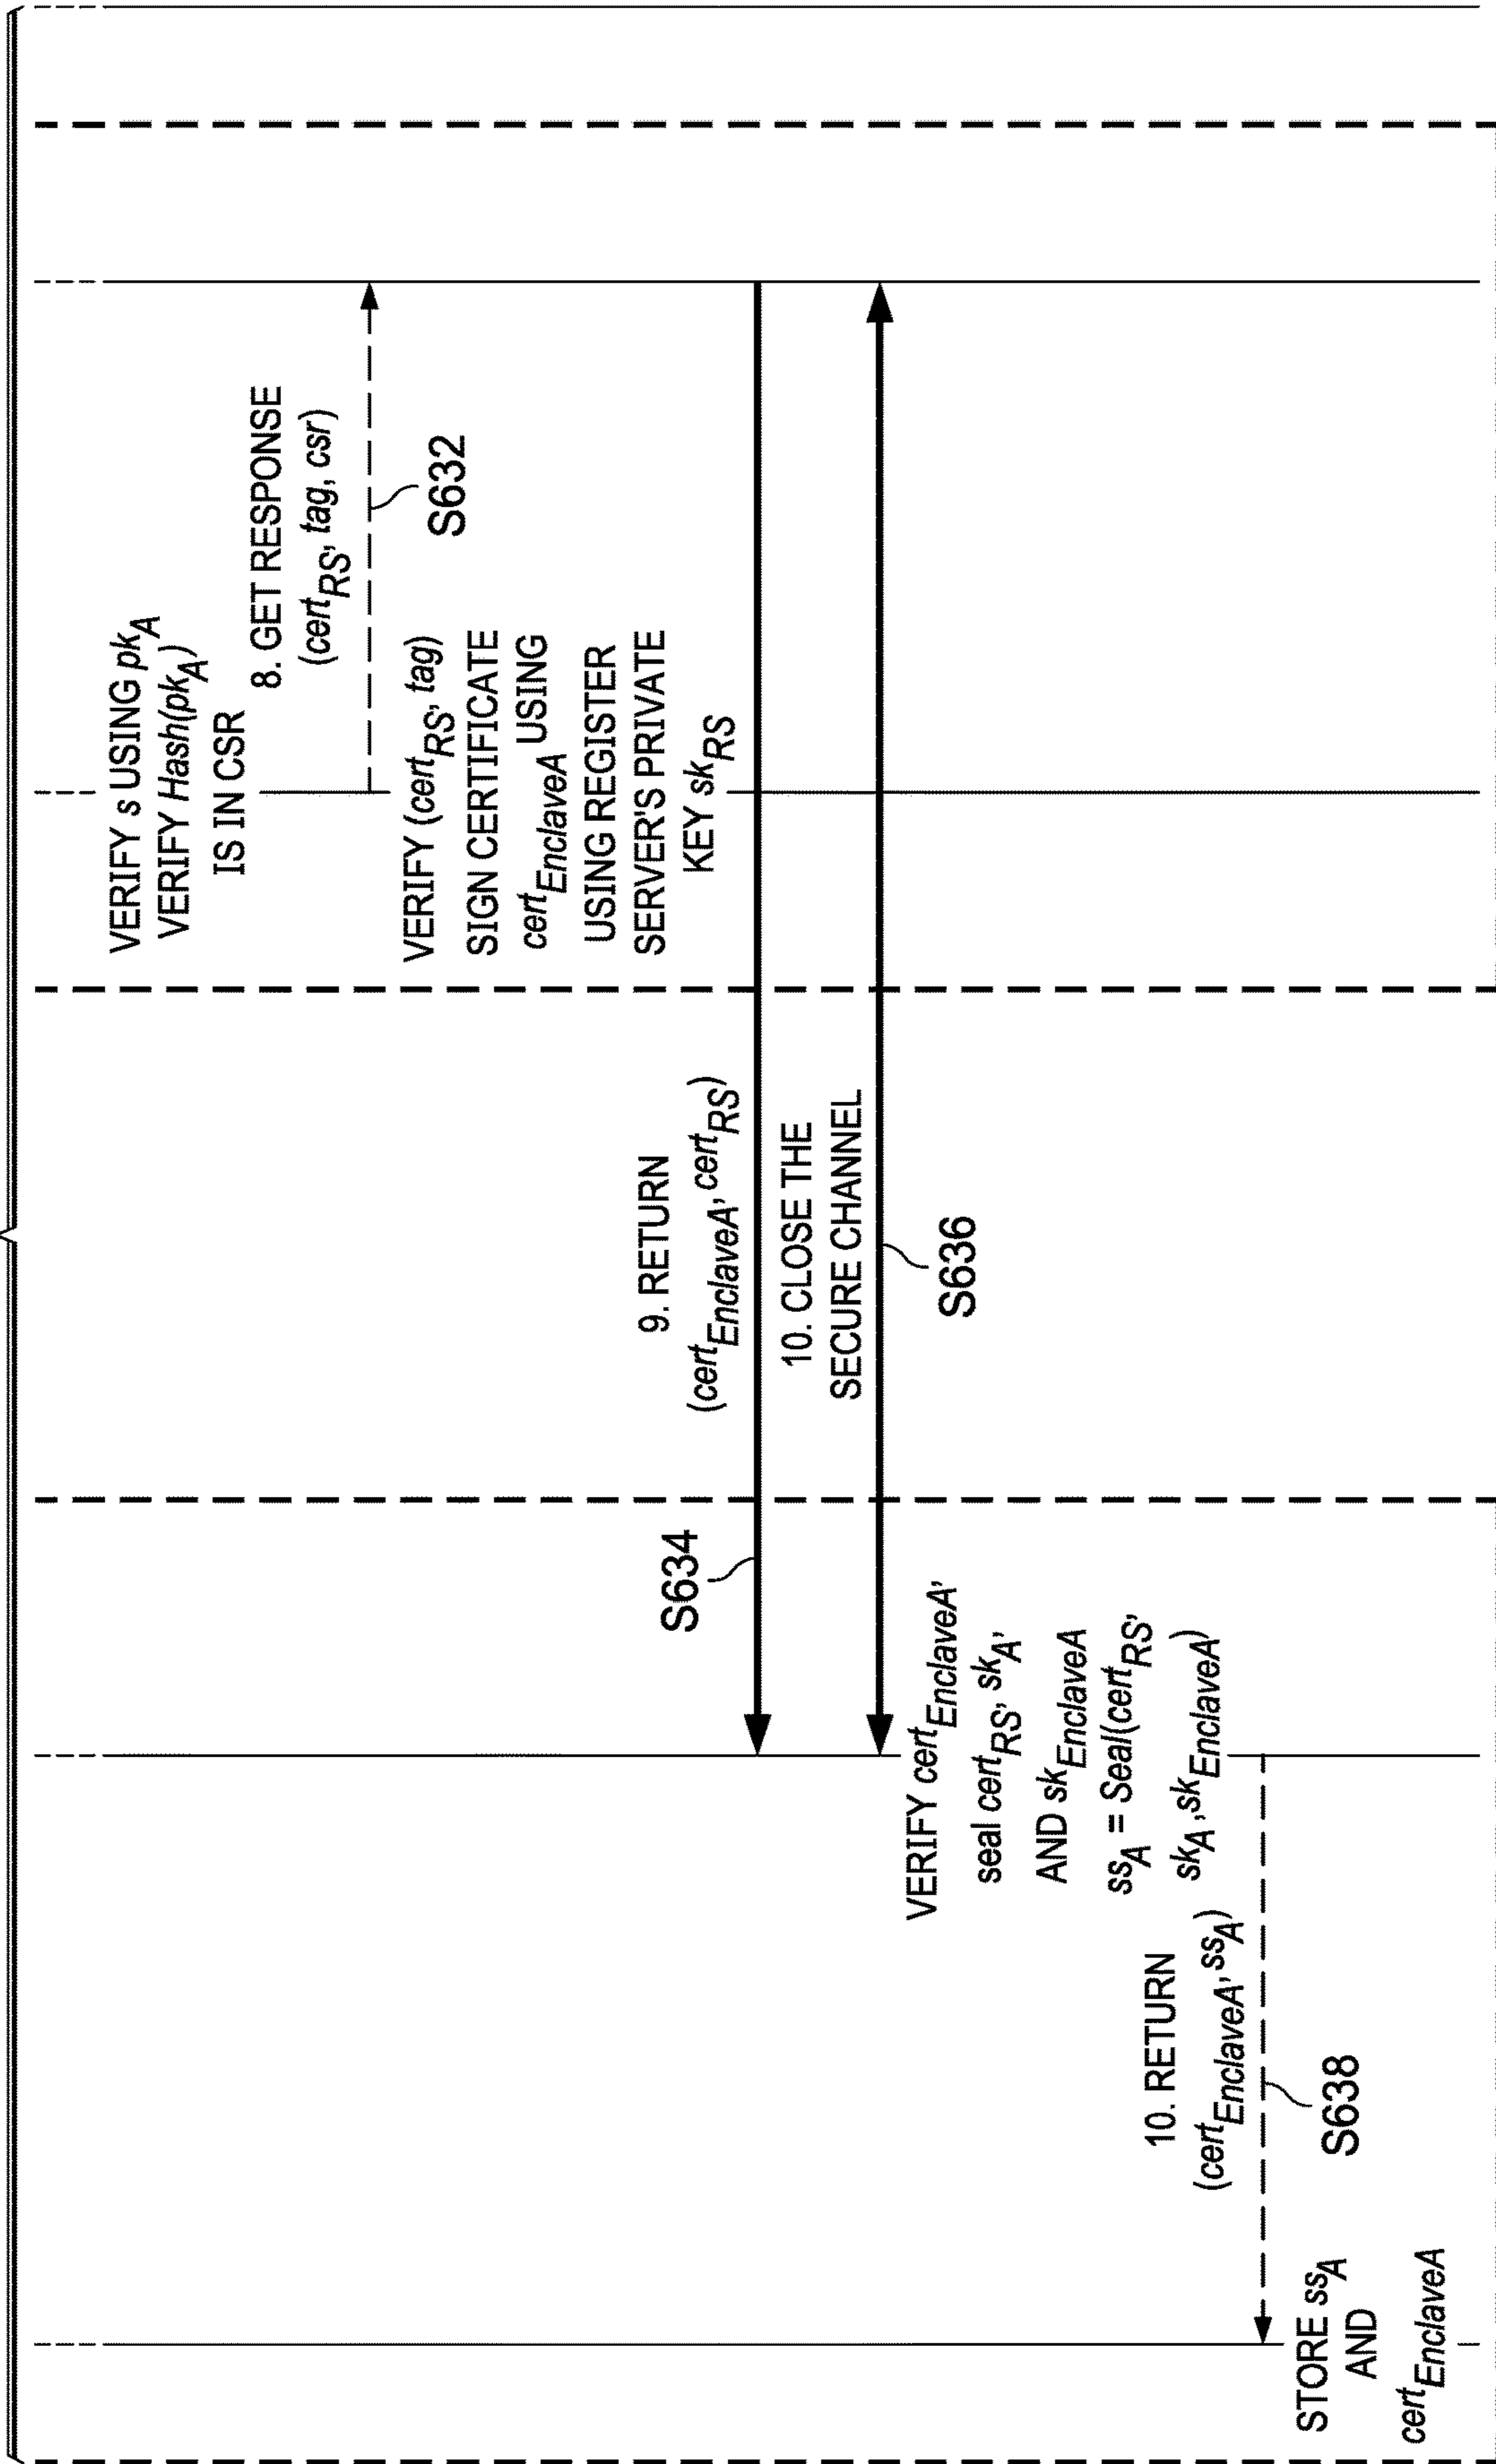 VERIFY s USING pkA
VERIFY Hash(pkA)
IS IN CSR
8. GET RESPONSE
(certRS, tag, csr)
S632
VERIFY (certRS, tag)
SIGN CERTIFICATE
certEnclaveA USING
USING REGISTER
SERVER'S PRIVATE
KEY skRS
9. RETURN
(certEnclaveA, certRS)
S634
10. CLOSE THE
SECURE CHANNEL
S636
VERIFY certEnclaveA,
seal certRS, skA,
AND skEnclaveA
ssA = Seal(certRS,
skA,skEnclaveA)
10. RETURN
(certEnclaveA, ssA)
S638
STORE ssA
AND
certEnclaveA